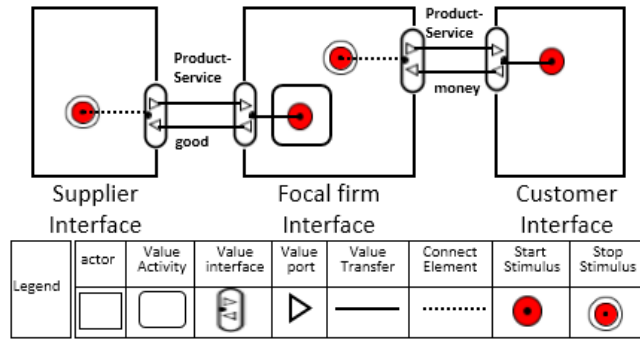 Product-
Service
Product-
Service
money
good
Supplier
Interface
Focal firm
Interface
Customer
Interface
Legend
actor
Value
Activity
Value
interface
Value
port
Value
Transfer
Connect
Element
Start
Stimulus
Stop
Stimulus